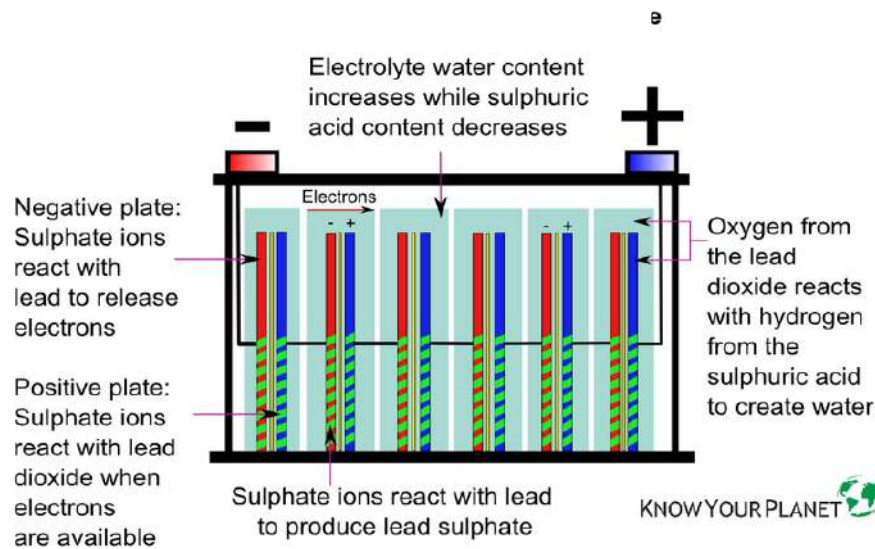 e
Electrolyte water content
increases while sulphuric
acid content decreases
-
+
Electrons
- +
- +
Negative plate:
Sulphate ions
react with
lead to release
electrons
Oxygen from
the lead
dioxide reacts
with hydrogen
from the
sulphuric acid
to create water
Positive plate:
Sulphate ions
react with lead
dioxide when
electrons
are available
Sulphate ions react with lead
to produce lead sulphate
KNOW YOUR PLANET